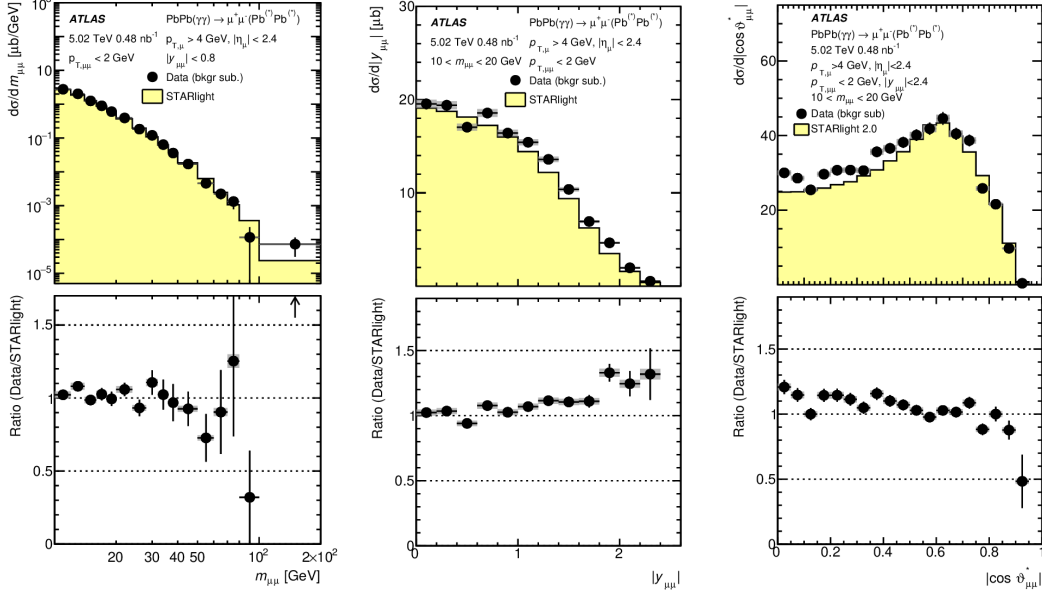 ATLAS PbPb(γγ) → μ⁺μ⁻(Pb⁽*⁾Pb⁽*⁾)
5.02 TeV 0.48 nb⁻¹ p_T,μ > 4 GeV, |η_μ| < 2.4
p_T,μμ < 2 GeV |y_μμ| < 0.8
Data (bkgr sub.)
STARlight
dσ/dm_μμ [μb/GeV]
10³
10
10⁻¹
10⁻³
10⁻⁵
Ratio (Data/STARlight)
1.5
1
0.5
0
20 30 40 50 10² 2×10²
m_μμ [GeV]
ATLAS PbPb(γγ) → μ⁺μ⁻(Pb⁽*⁾Pb⁽*⁾)
5.02 TeV 0.48 nb⁻¹ p_T,μ > 4 GeV, |η_μ| < 2.4
10 < m_μμ < 20 GeV p_T,μμ < 2 GeV
Data (bkgr sub.)
STARlight
dσ/d|y_μμ| [μb]
30
20
10
Ratio (Data/STARlight)
1.5
1
0.5
0
0 1 2
|y_μμ|
ATLAS
PbPb(γγ) → μ⁺μ⁻(Pb⁽*⁾Pb⁽*⁾)
5.02 TeV 0.48 nb⁻¹
p_T,μ >4 GeV, |η_μ|<2.4
p_T,μμ < 2 GeV, |y_μμ|<2.4
10 < m_μμ < 20 GeV
Data (bkgr sub)
STARlight 2.0
dσ/d|cos ϑ*_μμ|
60
40
20
Ratio (Data/STARlight)
1.5
1
0.5
0
0 0.2 0.4 0.6 0.8 1
|cos ϑ*_μμ|